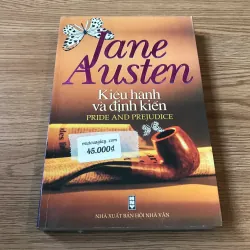 Jane
Austen
Kiêu hãnh
và định kiến
PRIDE AND PREJUDICE
45.000đ
NHÀ XUẤT BẢN HỘI NHÀ VĂN